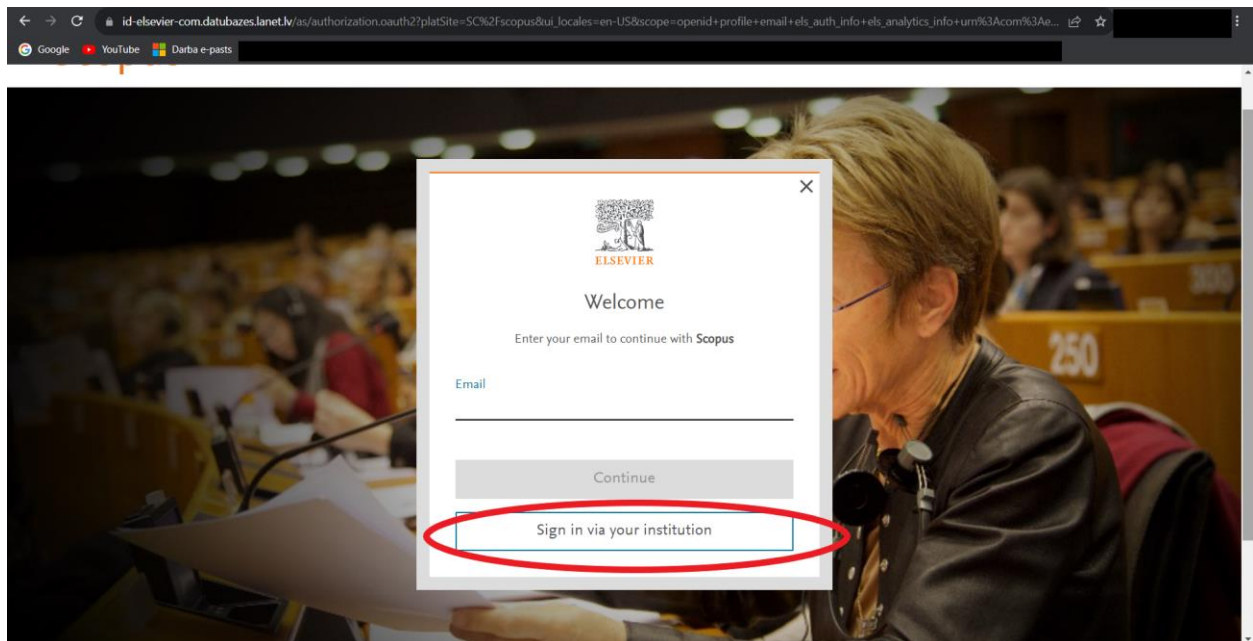 id-elsevier-com.datubazes.lanet.lv/as/authorization.oauth2?platSite=SC%2Fscopus&ui_locales=en-US&scope=openid+profile+email+els_auth_info+els_analytics_info+urn%3Acom%3Ae...
Google YouTube Darba e-pasts
ELSEVIER
Welcome
Enter your email to continue with Scopus
Email
Continue
Sign in via your institution
250